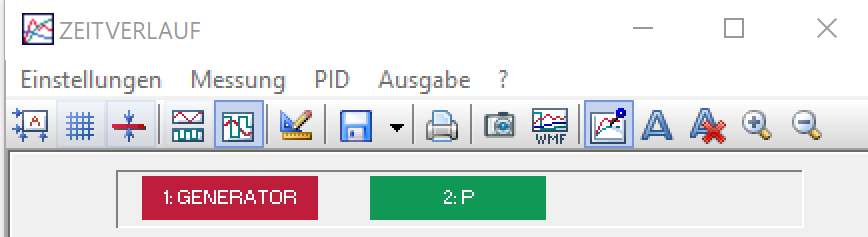 ZEITVERLAUF
Einstellungen Messung PID Ausgabe ?
A WMF A A
1: GENERATOR 2: P